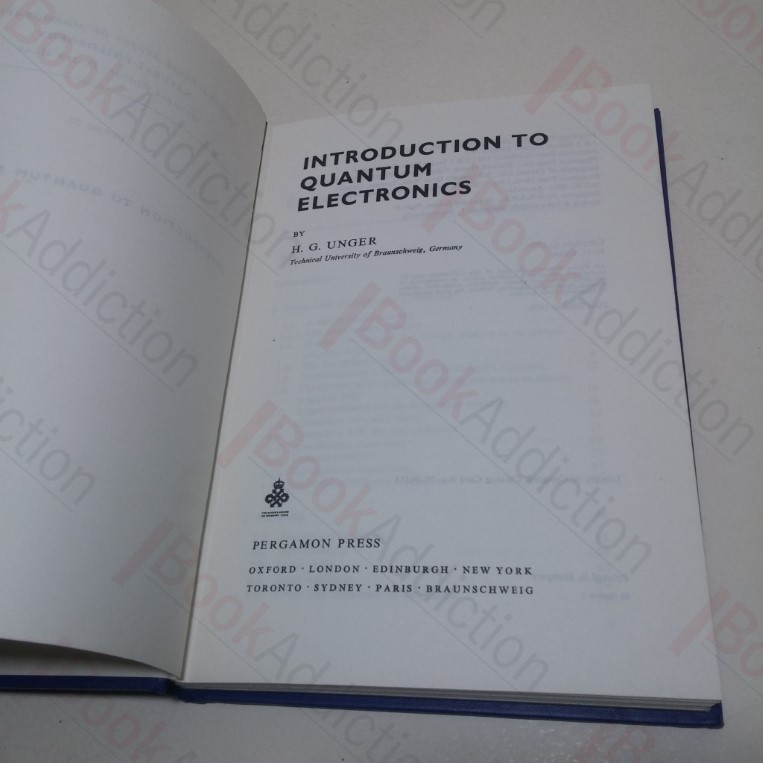 INTRODUCTION TO
QUANTUM
ELECTRONICS
BY
H. G. UNGER
Technical University of Braunschweig, Germany
PERGAMON PRESS
OXFORD · LONDON · EDINBURGH · NEW YORK
TORONTO · SYDNEY · PARIS · BRAUNSCHWEIG
BookAddiction